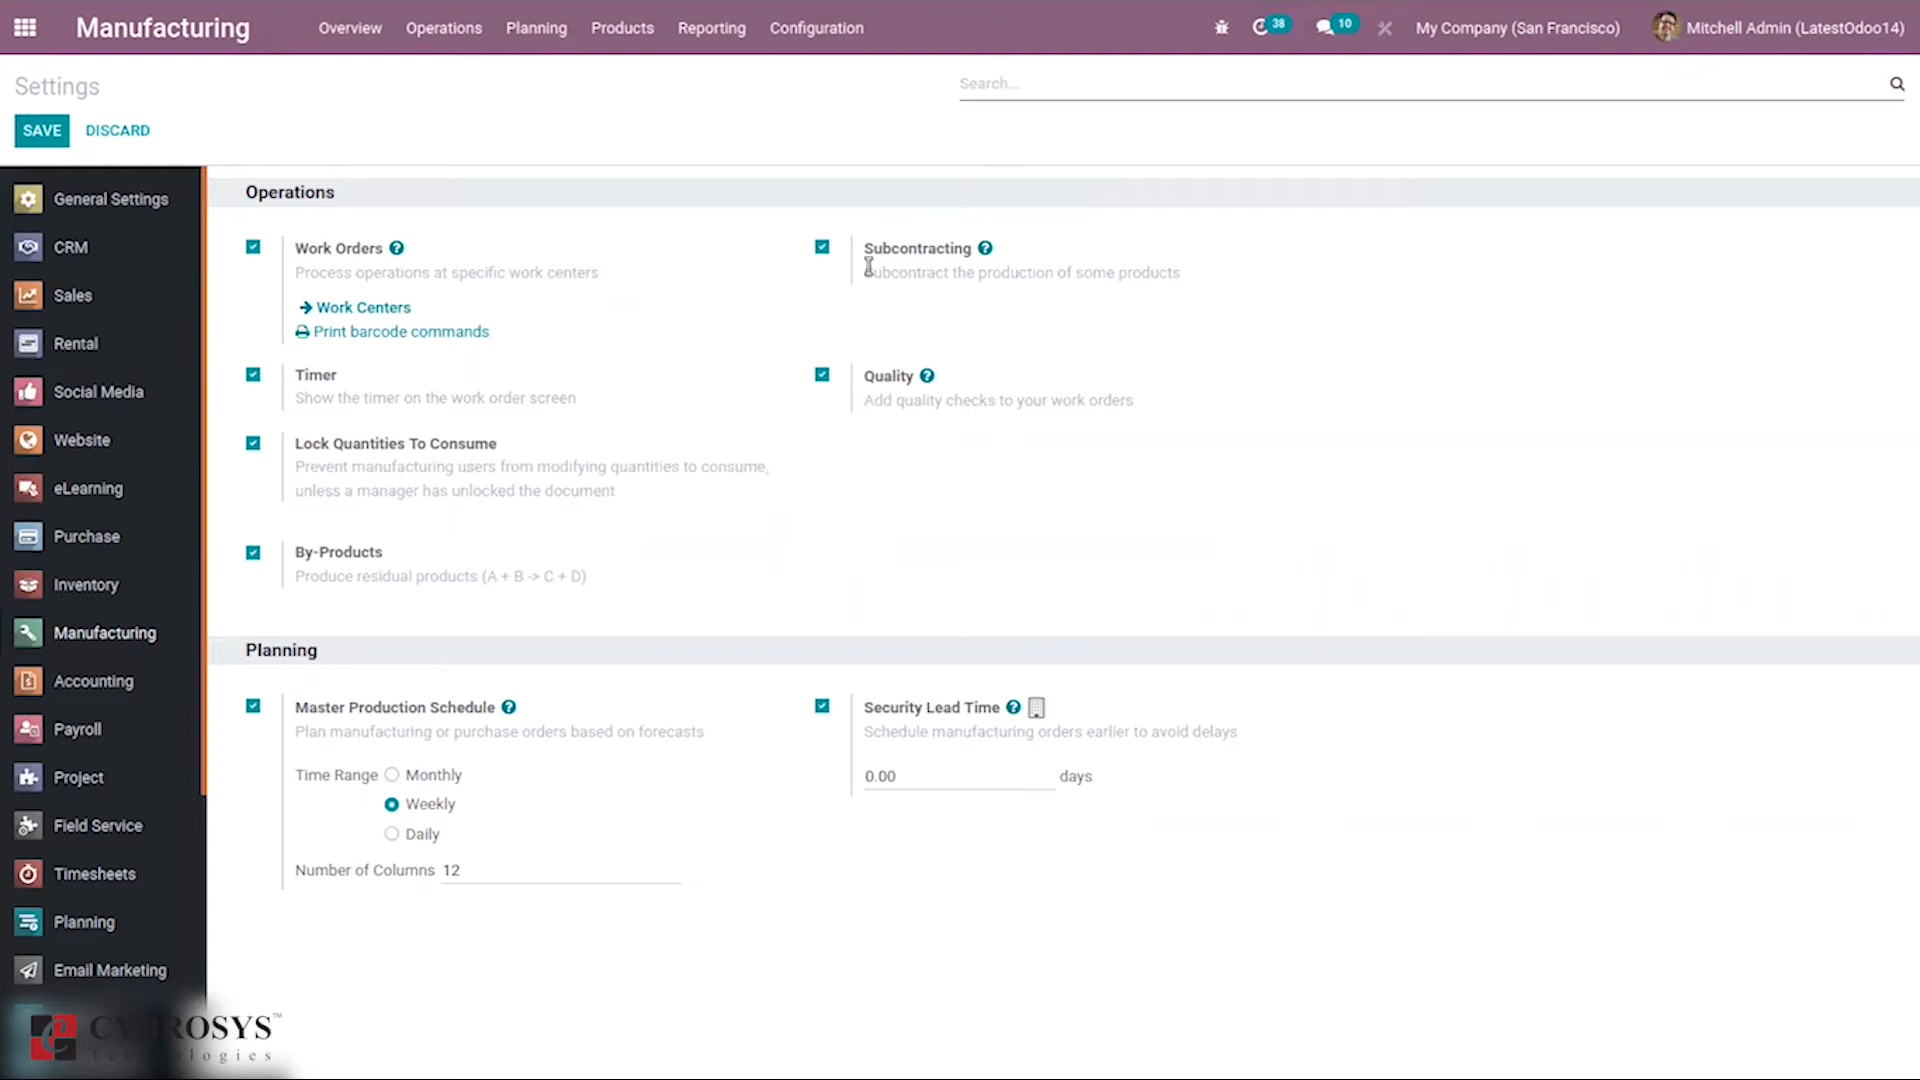 Manufacturing Overview Operations Planning Products Reporting Configuration 38 10 My Company (San Francisco) Mitchell Admin (LatestOdoo14)
Settings
Search...
SAVE DISCARD
General Settings
CRM
Sales
Rental
Social Media
Website
eLearning
Purchase
Inventory
Manufacturing
Accounting
Payroll
Project
Field Service
Timesheets
Planning
Email Marketing
Operations
Work Orders
Process operations at specific work centers
Work Centers
Print barcode commands
Subcontracting
Subcontract the production of some products
Timer
Show the timer on the work order screen
Quality
Add quality checks to your work orders
Lock Quantities To Consume
Prevent manufacturing users from modifying quantities to consume,
unless a manager has unlocked the document
By-Products
Produce residual products (A + B -> C + D)
Planning
Master Production Schedule
Plan manufacturing or purchase orders based on forecasts
Time Range Monthly
Weekly
Daily
Number of Columns 12
Security Lead Time
Schedule manufacturing orders earlier to avoid delays
0.00 days
CYBROSYS™
Technologies